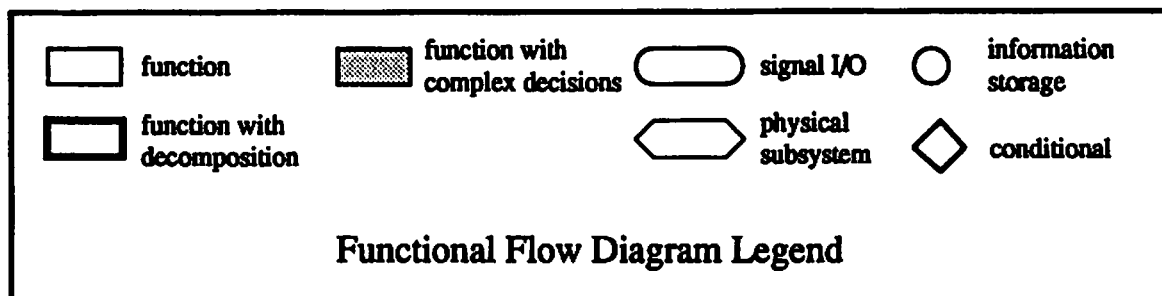 function
function with
complex decisions
signal I/O
information
storage
function with
decomposition
physical
subsystem
conditional
Functional Flow Diagram Legend